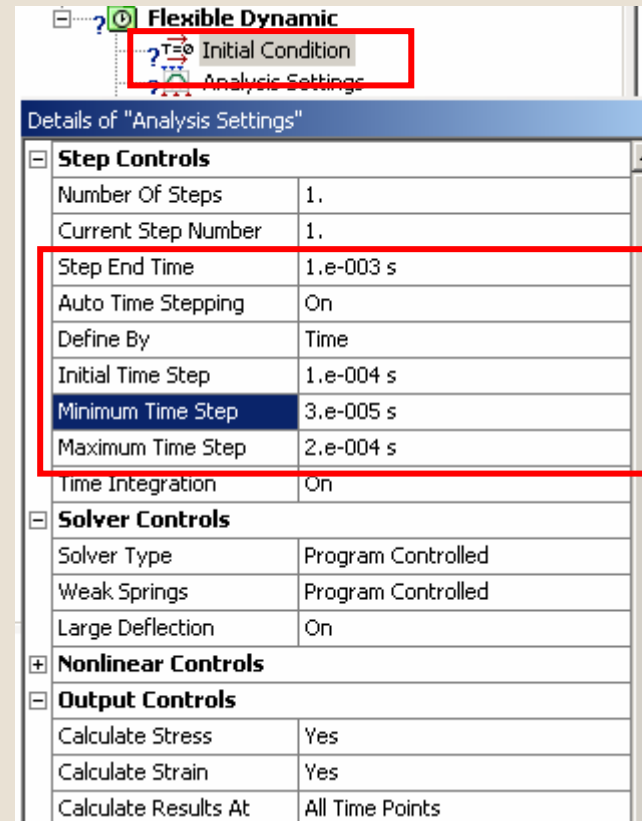 Flexible Dynamic
T=0 Initial Condition
Analysis Settings
Details of "Analysis Settings"
Step Controls
Number Of Steps 1.
Current Step Number 1.
Step End Time 1.e-003 s
Auto Time Stepping On
Define By Time
Initial Time Step 1.e-004 s
Minimum Time Step 3.e-005 s
Maximum Time Step 2.e-004 s
Time Integration On
Solver Controls
Solver Type Program Controlled
Weak Springs Program Controlled
Large Deflection On
Nonlinear Controls
Output Controls
Calculate Stress Yes
Calculate Strain Yes
Calculate Results At All Time Points